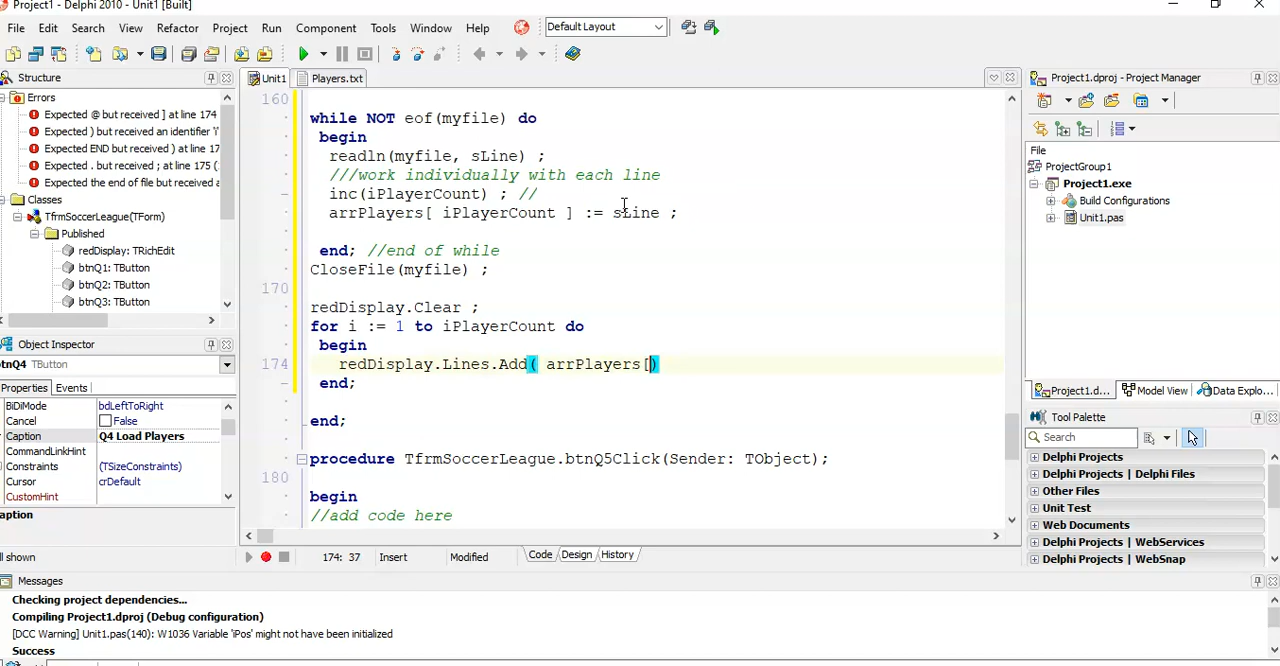 Project1 - Delphi 2010 - Unit1 [Built]
File Edit Search View Refactor Project Run Component Tools Window Help
Default Layout
Structure
Errors
Expected @ but received ] at line 174
Expected ) but received an identifier 'i'
Expected END but received ) at line 17
Expected . but received ; at line 175 (
Expected the end of file but received a
Classes
TfrmSoccerLeague(TForm)
Published
redDisplay: TRichEdit
btnQ1: TButton
btnQ2: TButton
btnQ3: TButton
Object Inspector
btnQ4 TButton
Properties Events
BiDiMode bdLeftToRight
Cancel False
Caption Q4 Load Players
CommandLinkHint
Constraints (TSizeConstraints)
Cursor crDefault
CustomHint
aption
ll shown
Unit1 Players.txt
160
while NOT eof(myfile) do
begin
readln(myfile, sLine) ;
///work individually with each line
inc(iPlayerCount) ; //
arrPlayers[ iPlayerCount ] := sLine ;
end; //end of while
CloseFile(myfile) ;
170
redDisplay.Clear ;
for i := 1 to iPlayerCount do
begin
174 redDisplay.Lines.Add( arrPlayers[)
end;
end;
procedure TfrmSoccerLeague.btnQ5Click(Sender: TObject);
180
begin
//add code here
174: 37 Insert Modified Code Design History
Project1.dproj - Project Manager
File
ProjectGroup1
Project1.exe
Build Configurations
Unit1.pas
Project1.d... Model View Data Explo...
Tool Palette
Search
Delphi Projects
Delphi Projects | Delphi Files
Other Files
Unit Test
Web Documents
Delphi Projects | WebServices
Delphi Projects | WebSnap
Messages
Checking project dependencies...
Compiling Project1.dproj (Debug configuration)
[DCC Warning] Unit1.pas(140): W1036 Variable 'iPos' might not have been initialized
Success